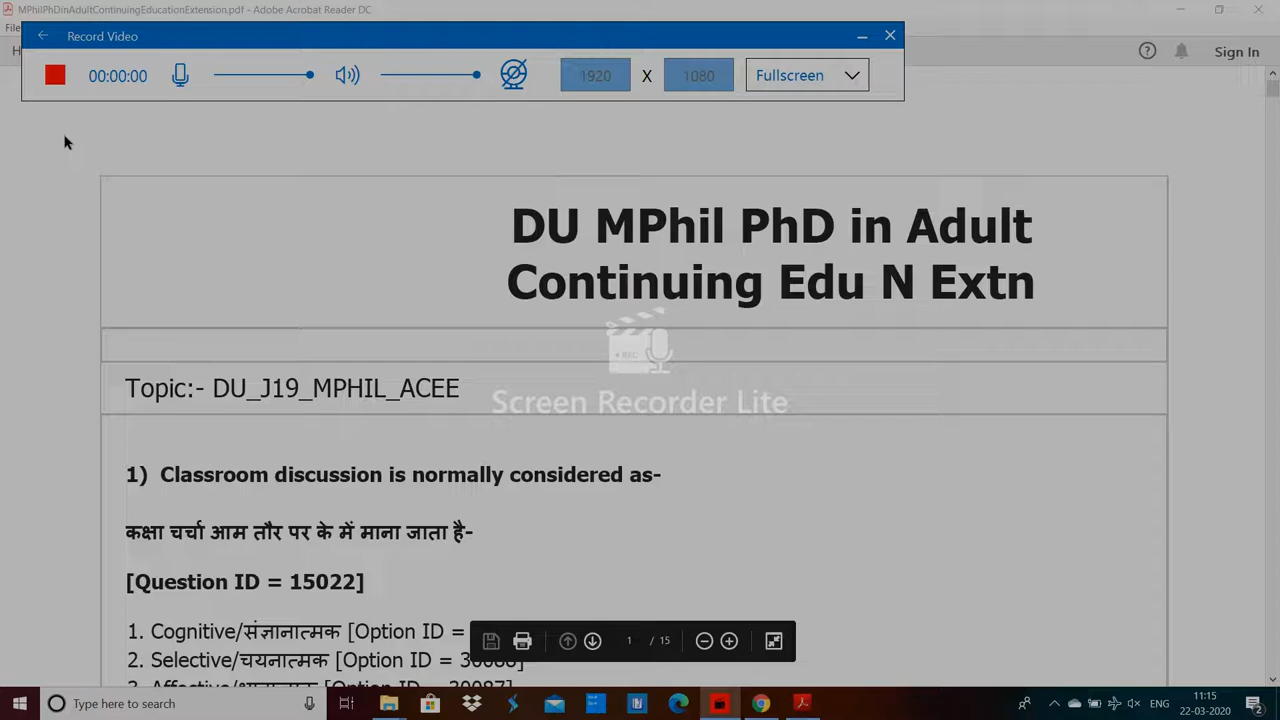 MPhilPhDinAdultContinuingEducationExtension.pdf - Adobe Acrobat Reader DC
Record Video
00:00:00
1920 X 1080 Fullscreen
Sign In
DU MPhil PhD in Adult
Continuing Edu N Extn
REC
Screen Recorder Lite
Topic:- DU_J19_MPHIL_ACEE
1) Classroom discussion is normally considered as-
कक्षा चर्चा आम तौर पर के में माना जाता है-
[Question ID = 15022]
1. Cognitive/संज्ञानात्मक [Option ID =
2. Selective/चयनात्मक [Option ID = 30088]
1 / 15
Type here to search
ENG
11:15
22-03-2020
2